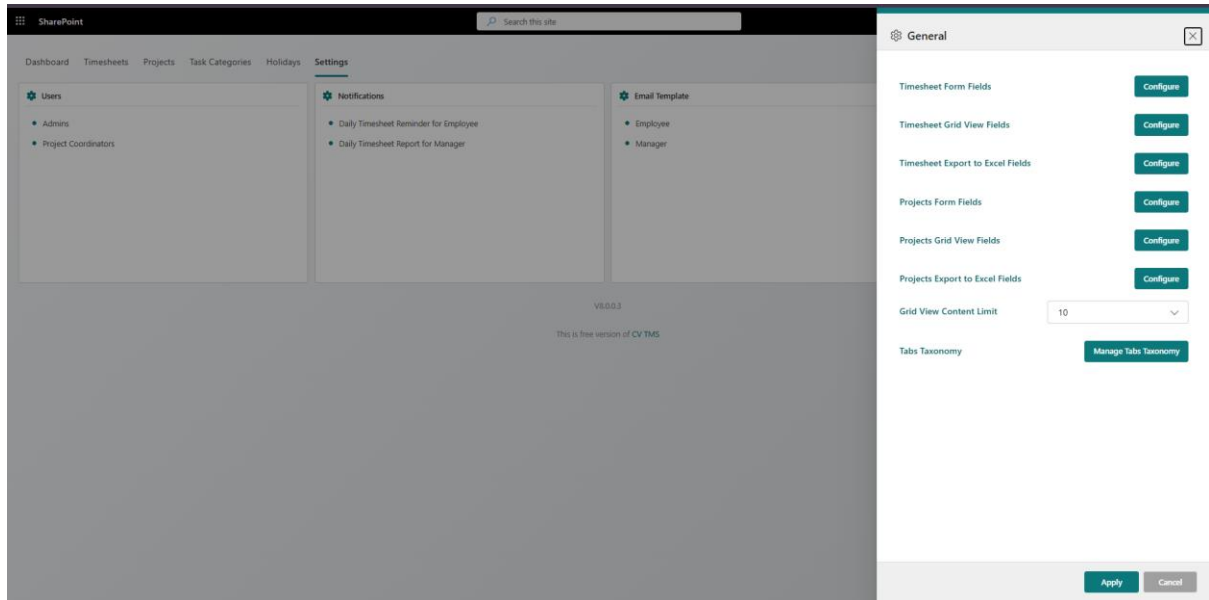 SharePoint
Search this site
Dashboard Timesheets Projects Task Categories Holidays Settings
Users
Admins
Project Coordinators
Notifications
Daily Timesheet Reminder for Employee
Daily Timesheet Report for Manager
Email Template
Employee
Manager
V8.0.0.3
This is free version of CV TMS
General
Timesheet Form Fields Configure
Timesheet Grid View Fields Configure
Timesheet Export to Excel Fields Configure
Projects Form Fields Configure
Projects Grid View Fields Configure
Projects Export to Excel Fields Configure
Grid View Content Limit 10
Tabs Taxonomy Manage Tabs Taxonomy
Apply Cancel